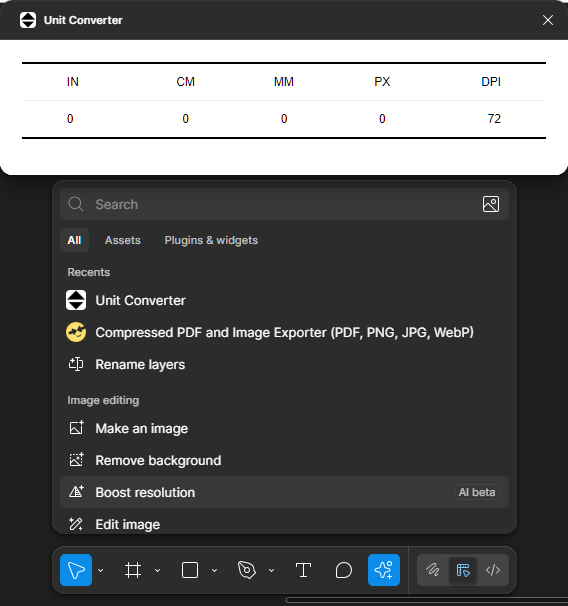 Unit Converter
IN CM MM PX DPI
0 0 0 0 72
Search
All Assets Plugins & widgets
Recents
Unit Converter
Compressed PDF and Image Exporter (PDF, PNG, JPG, WebP)
Rename layers
Image editing
Make an image
Remove background
Boost resolution AI beta
Edit image